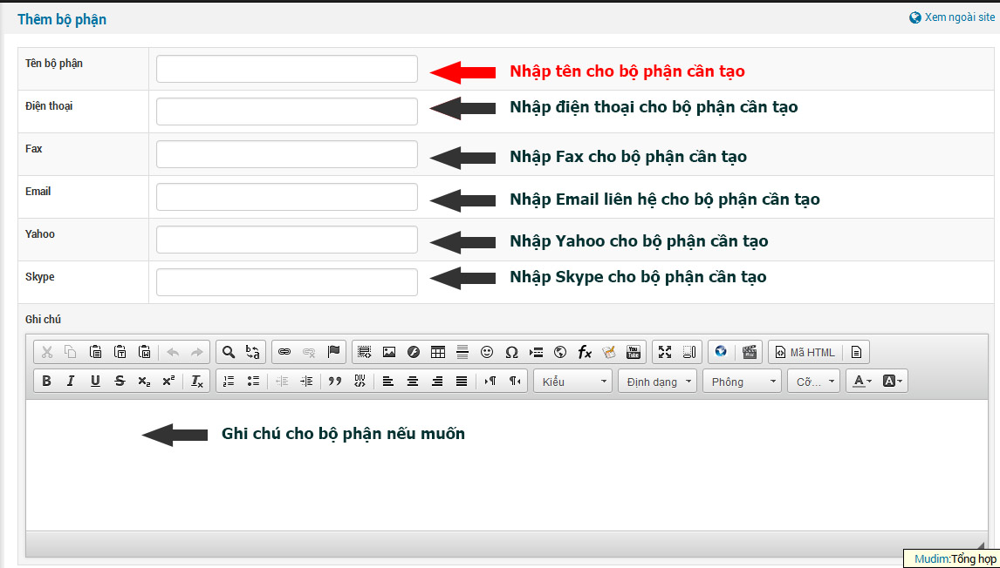 Thêm bộ phận
Xem ngoài site
Tên bộ phận
Nhập tên cho bộ phận cần tạo
Điện thoại
Nhập điện thoại cho bộ phận cần tạo
Fax
Nhập Fax cho bộ phận cần tạo
Email
Nhập Email liên hệ cho bộ phận cần tạo
Yahoo
Nhập Yahoo cho bộ phận cần tạo
Skype
Nhập Skype cho bộ phận cần tạo
Ghi chú
Mã HTML
Kiểu
Định dạng
Phông
Cỡ...
Ghi chú cho bộ phận nếu muốn
Mudim:Tổng hợp